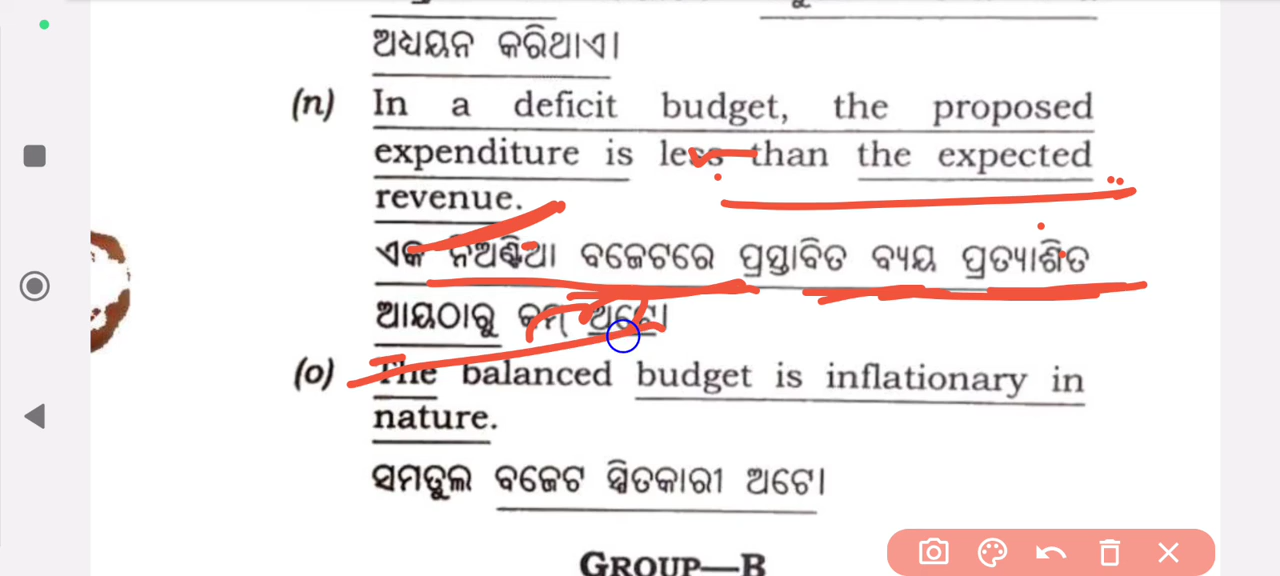 ଅଧ୍ୟୟନ କରିଥାଏ।
(n) In a deficit budget, the proposed
expenditure is less than the expected
revenue.
ଏକ ନିଅଣ୍ଟିଆ ବଜେଟରେ ପ୍ରସ୍ତାବିତ ବ୍ୟୟ ପ୍ରତ୍ୟାଶିତ
ଆୟଠାରୁ କମ୍ ଅଟେ।
(o) The balanced budget is inflationary in
nature.
ସମତୁଲ ବଜେଟ ସ୍ଫିତକାରୀ ଅଟେ।
GROUP—B